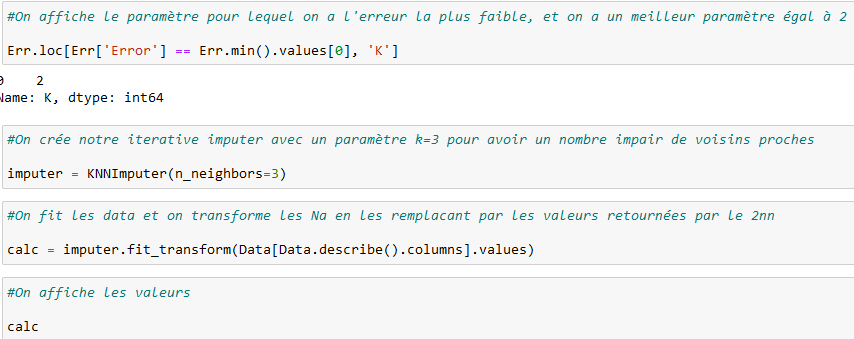 #On affiche le paramètre pour lequel on a l'erreur la plus faible, et on a un meilleur paramètre égal à 2
Err.loc[Err['Error'] == Err.min().values[0], 'K']
0    2
Name: K, dtype: int64
#On crée notre iterative imputer avec un paramètre k=3 pour avoir un nombre impair de voisins proches
imputer = KNNImputer(n_neighbors=3)
#On fit les data et on transforme les Na en les remplacant par les valeurs retournées par le 2nn
calc = imputer.fit_transform(Data[Data.describe().columns].values)
#On affiche les valeurs
calc